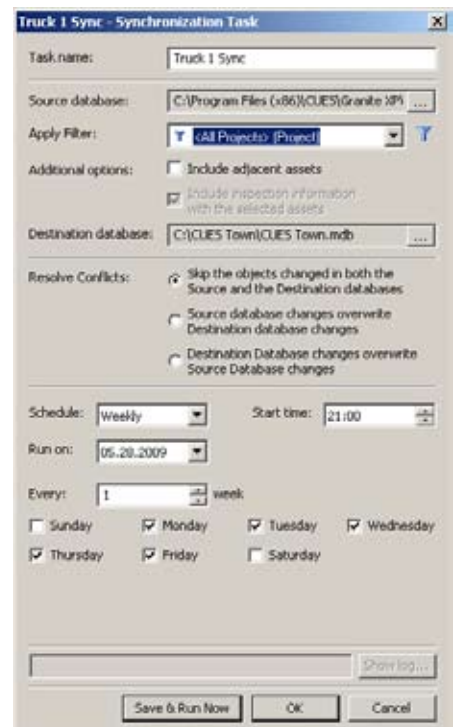 Truck 1 Sync - Synchronization Task
Task name: Truck 1 Sync
Source database: C:\Program Files (x86)\CUES\Granite XP\ ...
Apply Filter: <All Projects> (Project)
Additional options: Include adjacent assets
Include inspection information
with the selected assets
Destination database: C:\CUES Town\CUES Town.mdb ...
Resolve Conflicts: Skip the objects changed in both the
Source and the Destination databases
Source database changes overwrite
Destination database changes
Destination Database changes overwrite
Source Database changes
Schedule: Weekly Start time: 21:00
Run on: 05.28.2009
Every: 1 week
Sunday Monday Tuesday Wednesday
Thursday Friday Saturday
Show log...
Save & Run Now OK Cancel